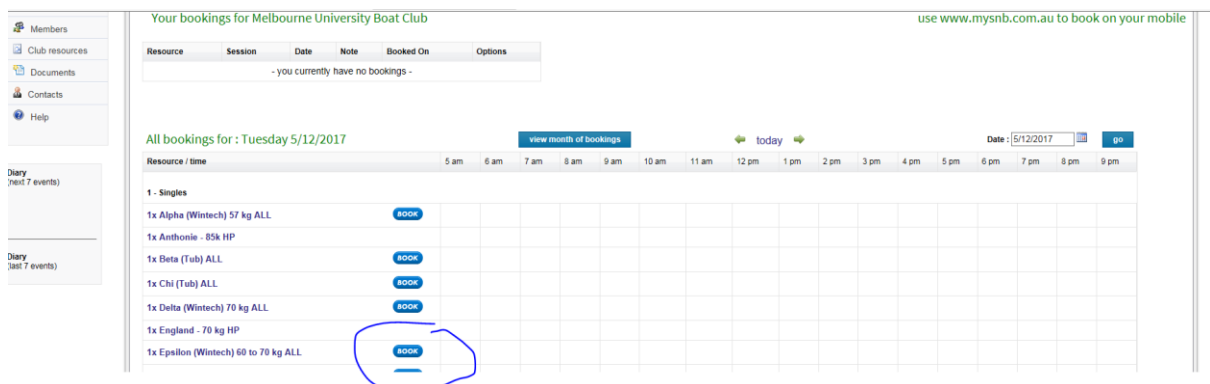 Your bookings for Melbourne University Boat Club
use www.mysnb.com.au to book on your mobile
Members
Club resources
Documents
Contacts
Help
Resource Session Date Note Booked On Options
- you currently have no bookings -
All bookings for : Tuesday 5/12/2017 view month of bookings today Date : 5/12/2017 go
Resource / time 5 am 6 am 7 am 8 am 9 am 10 am 11 am 12 pm 1 pm 2 pm 3 pm 4 pm 5 pm 6 pm 7 pm 8 pm 9 pm
Diary
(next 7 events)
Diary
(last 7 events)
1 - Singles
1x Alpha (Wintech) 57 kg ALL BOOK
1x Anthonie - 85k HP
1x Beta (Tub) ALL BOOK
1x Chi (Tub) ALL BOOK
1x Delta (Wintech) 70 kg ALL BOOK
1x England - 70 kg HP
1x Epsilon (Wintech) 60 to 70 kg ALL BOOK